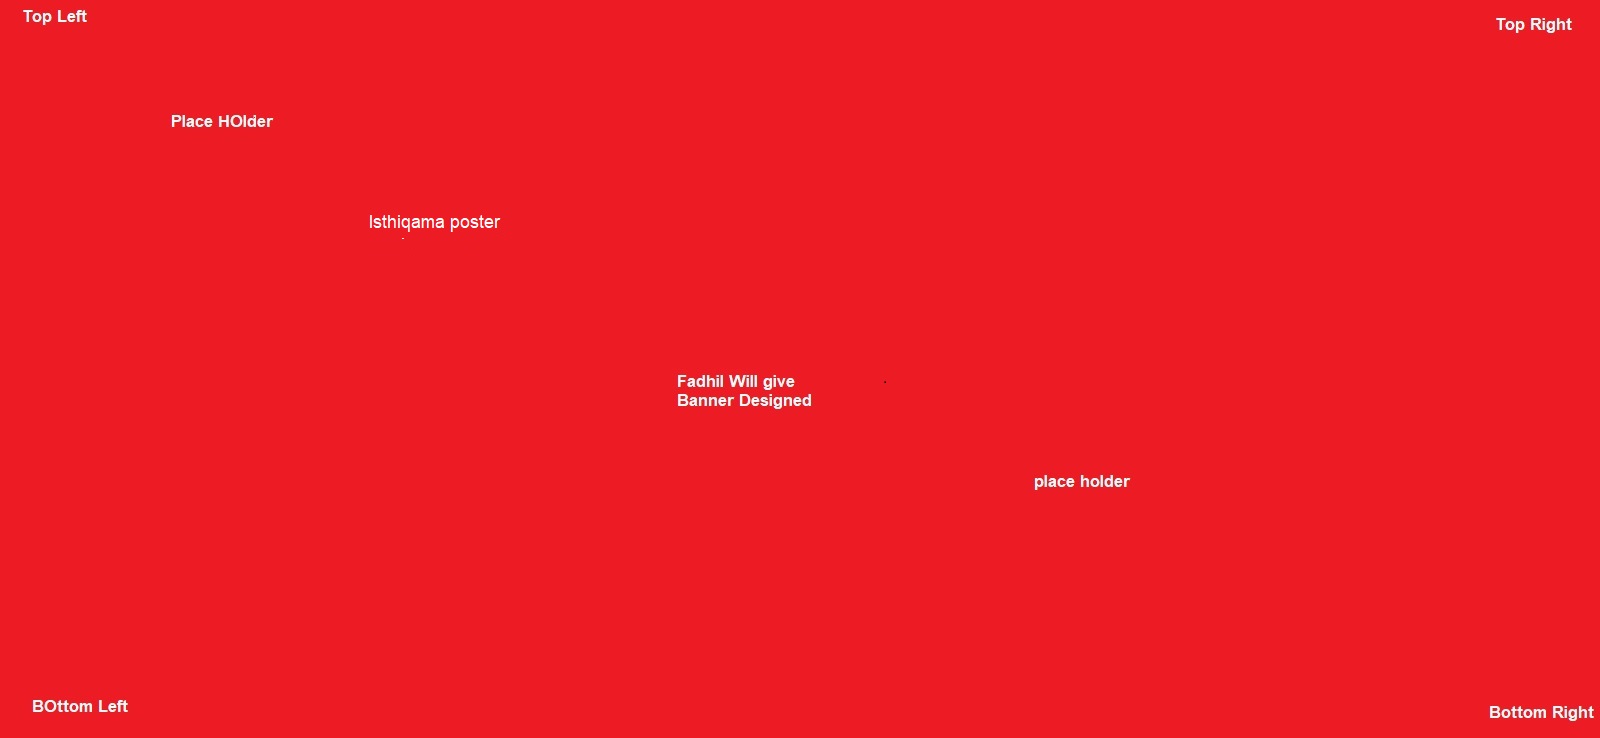 Top Left
Top Right
Place HOlder
Isthiqama poster
Fadhil Will give
Banner Designed
place holder
BOttom Left
Bottom Right